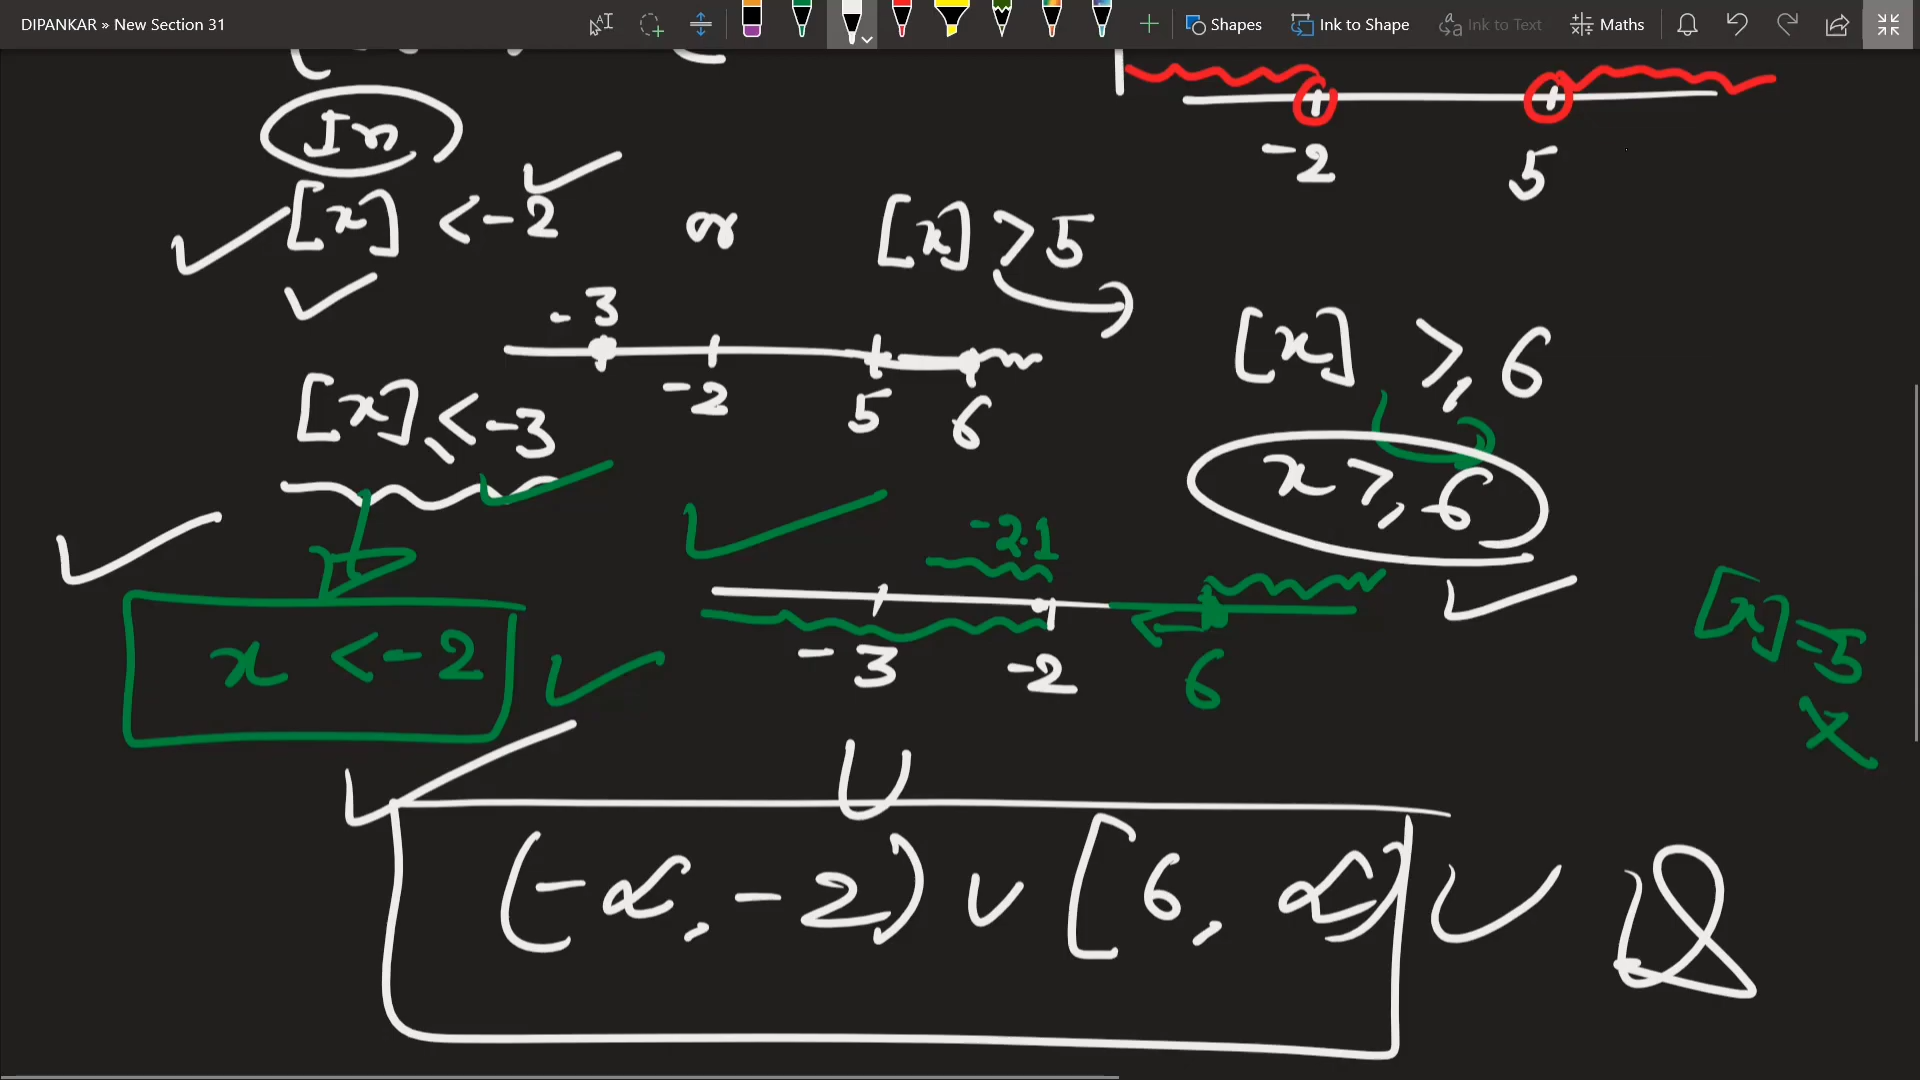 DIPANKAR » New Section 31
Shapes
Ink to Shape
Ink to Text
Maths
-2 5
In
[x] < -2 or [x] > 5
-3
-2 5 6
[x] ≥ 6
[x] ≤ -3
x ≥ 6
-2.1
x < -2
-3 -2 6
[x] = 5
x
U
(-∞, -2) ∪ [6, ∞)